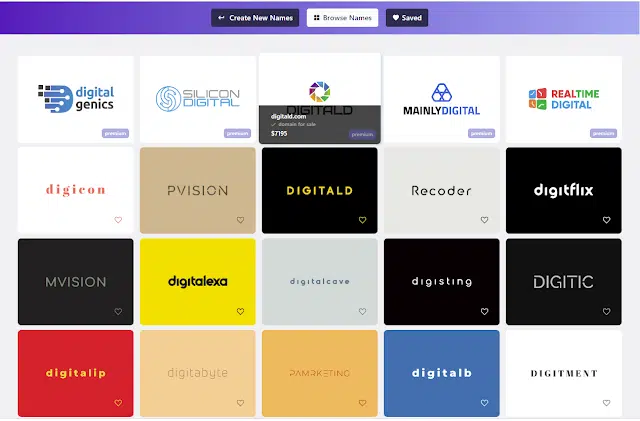 Create New Names
Browse Names
Saved
digital
genics
premium
SILICON
DIGITAL
premium
DIGITALD
digitald.com
domain for sale
$7195
premium
MAINLYDIGITAL
premium
REALTIME
DIGITAL
premium
digicon
PVISION
DIGITALD
Recoder
digitflix
MVISION
digitalexa
digitalcave
digisting
DIGITIC
digitalip
digitabyte
PAMRKETING
digitalb
DIGITMENT